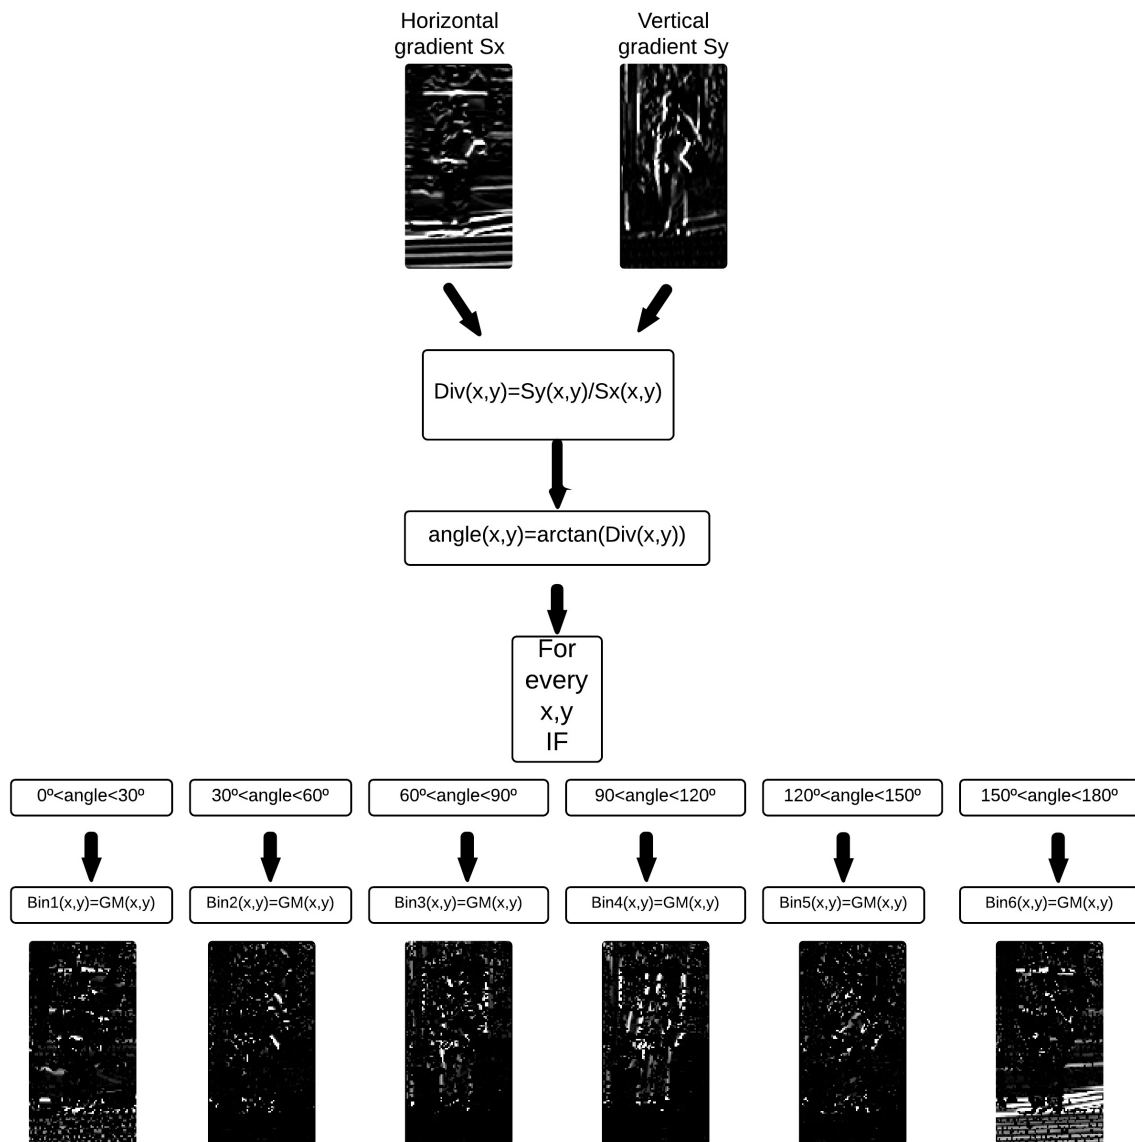 Horizontal
gradient Sx
Vertical
gradient Sy
Div(x,y)=Sy(x,y)/Sx(x,y)
angle(x,y)=arctan(Div(x,y))
For
every
x,y
IF
0º<angle<30º
30º<angle<60º
60º<angle<90º
90<angle<120º
120º<angle<150º
150º<angle<180º
Bin1(x,y)=GM(x,y)
Bin2(x,y)=GM(x,y)
Bin3(x,y)=GM(x,y)
Bin4(x,y)=GM(x,y)
Bin5(x,y)=GM(x,y)
Bin6(x,y)=GM(x,y)